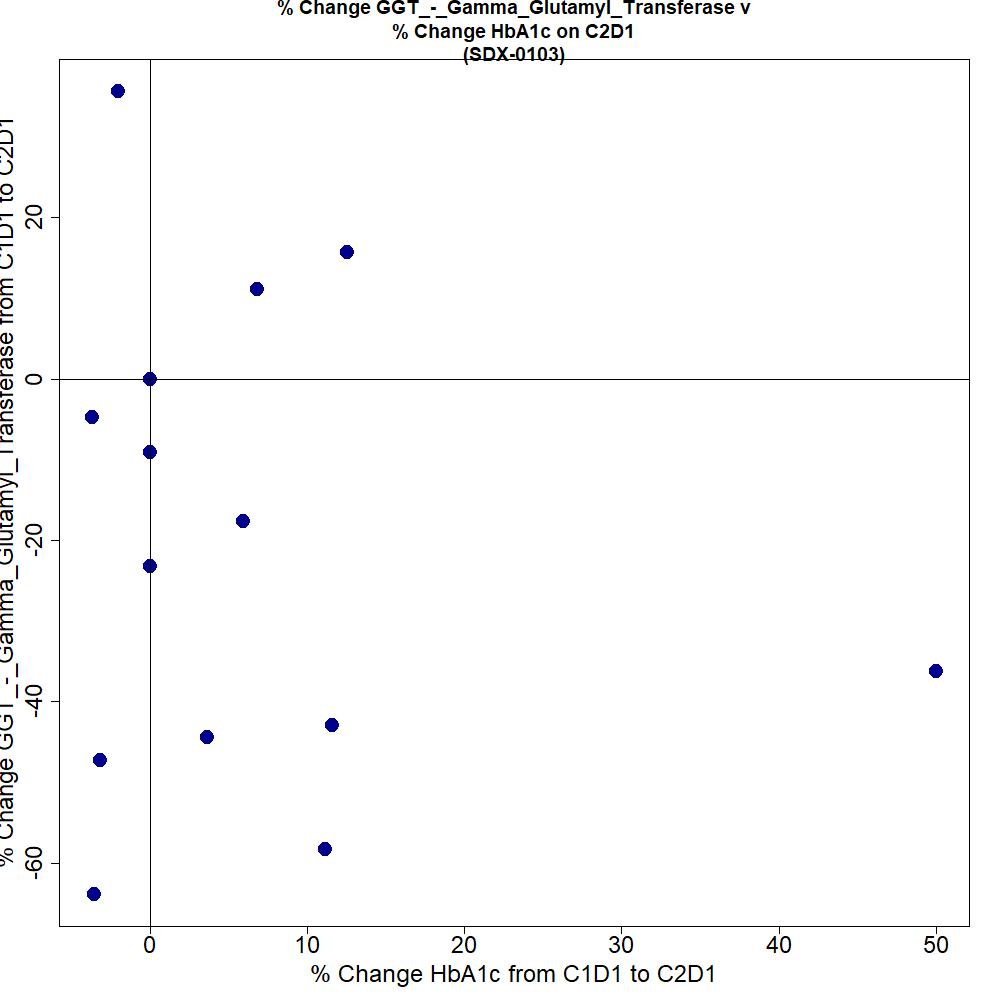 % Change GGT_-_Gamma_Glutamyl_Transferase v
% Change HbA1c on C2D1
(SDX-0103)
% Change GGT_-_Gamma_Glutamyl_Transferase from C1D1 to C2D1
20
0
-20
-40
-60
0 10 20 30 40 50
% Change HbA1c from C1D1 to C2D1